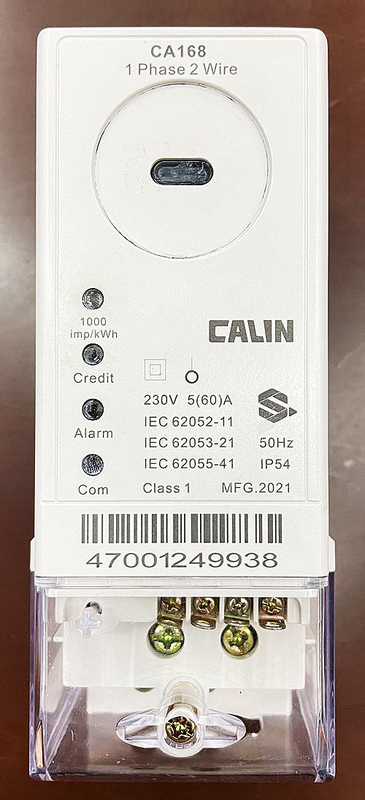 CA168
1 Phase 2 Wire
1000
imp/kWh
CALIN
Credit
230V 5(60)A
IEC 62052-11
Alarm
IEC 62053-21 50Hz
IEC 62055-41 IP54
Com
Class 1 MFG.2021
47001249938